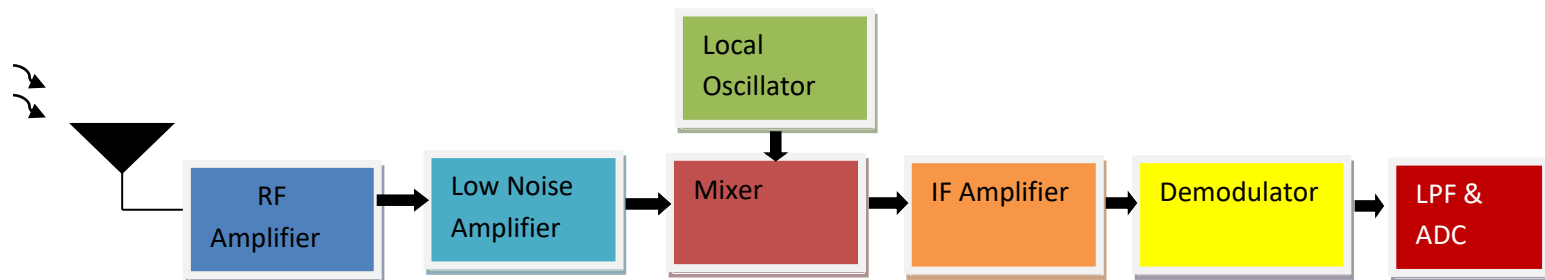 Local
Oscillator
RF
Amplifier
Low Noise
Amplifier
Mixer
IF Amplifier
Demodulator
LPF &
ADC